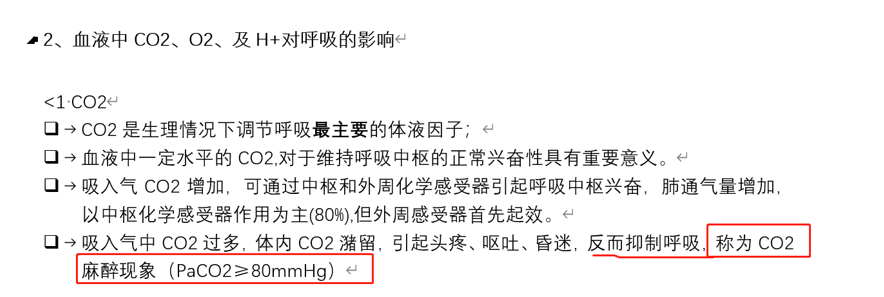 2、血液中 CO2、O2、及 H+对呼吸的影响
<1·CO2
CO2 是生理情况下调节呼吸最主要的体液因子；
血液中一定水平的 CO2,对于维持呼吸中枢的正常兴奋性具有重要意义。
吸入气 CO2 增加，可通过中枢和外周化学感受器引起呼吸中枢兴奋，肺通气量增加，
以中枢化学感受器作用为主(80%),但外周感受器首先起效。
吸入气中 CO2 过多，体内 CO2 潴留，引起头疼、呕吐、昏迷，反而抑制呼吸，称为 CO2
麻醉现象（PaCO2≥80mmHg）